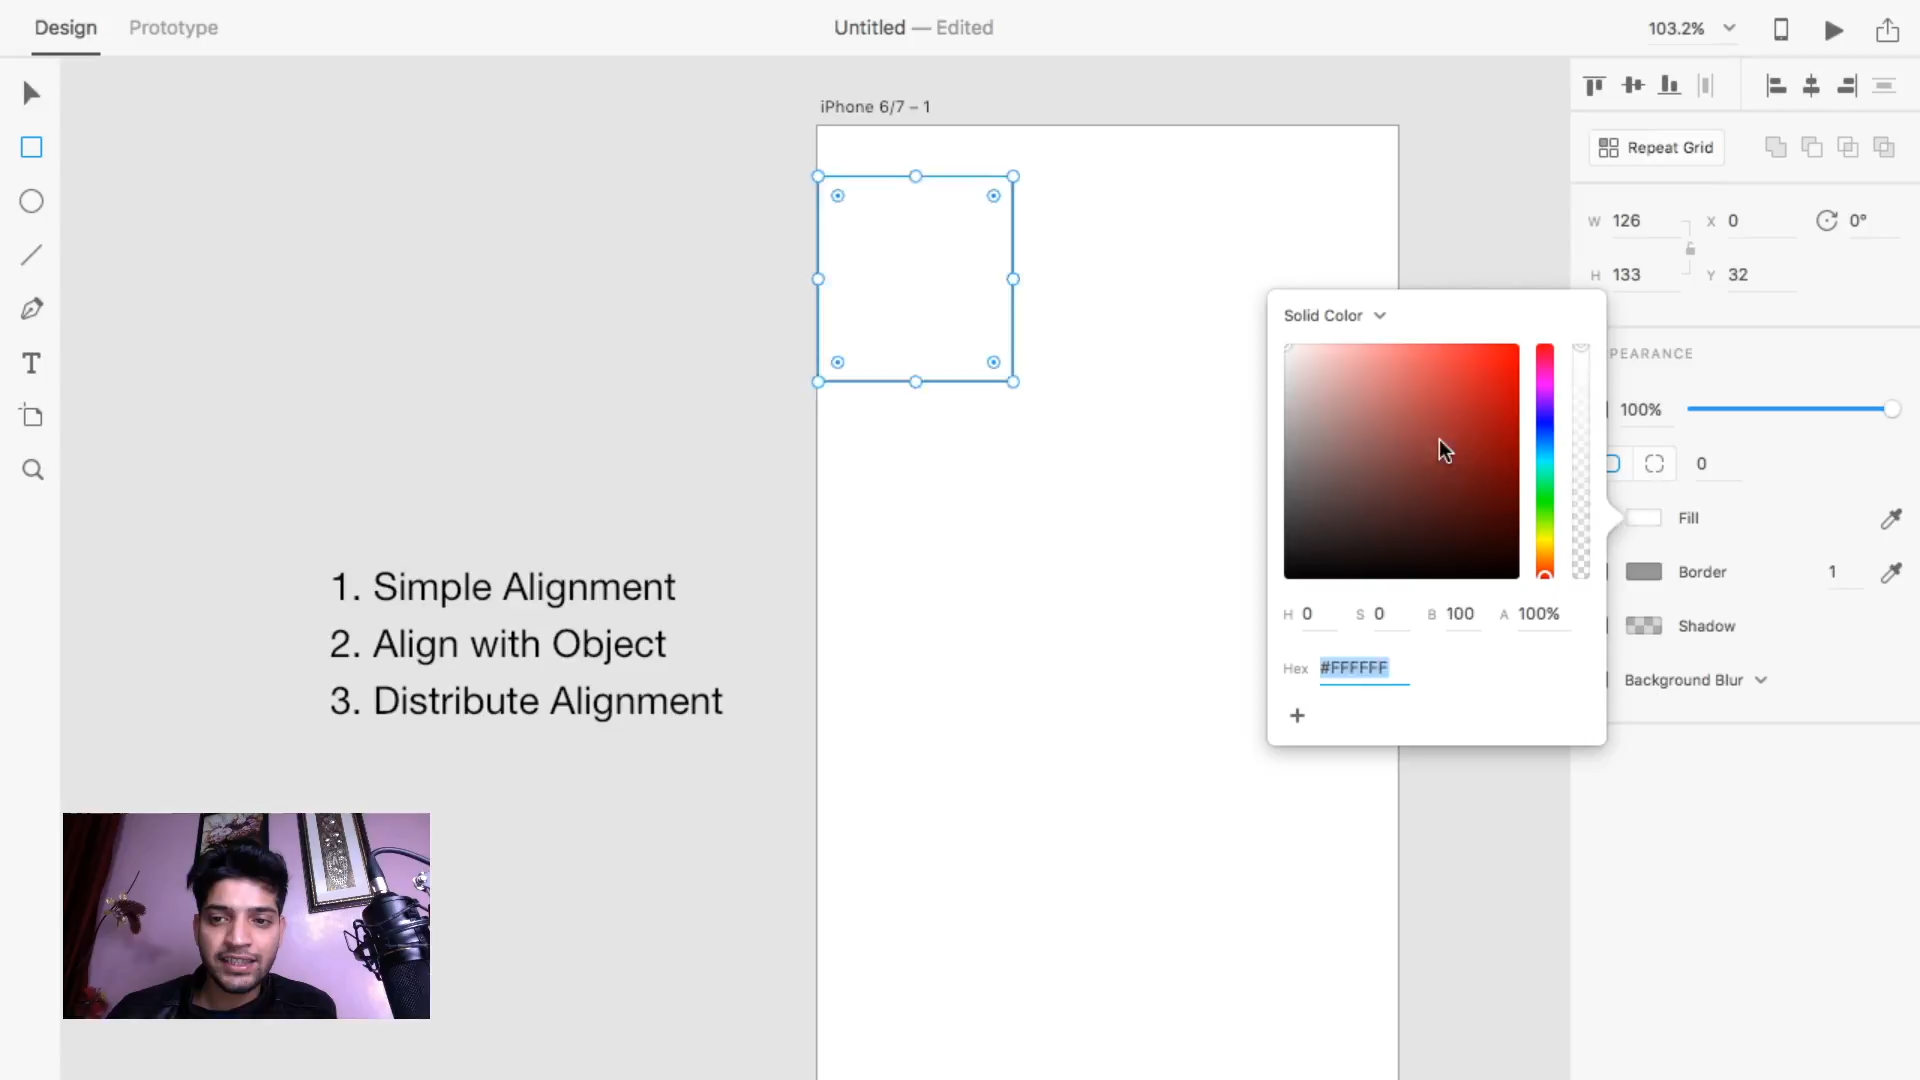 Design
Prototype
Untitled — Edited
103.2%
iPhone 6/7 – 1
Repeat Grid
W 126
X 0
0°
H 133
Y 32
Solid Color
PEARANCE
100%
0
Fill
Border
1
Shadow
Background Blur
H 0
S 0
B 100
A 100%
Hex #FFFFFF
+
1. Simple Alignment
2. Align with Object
3. Distribute Alignment